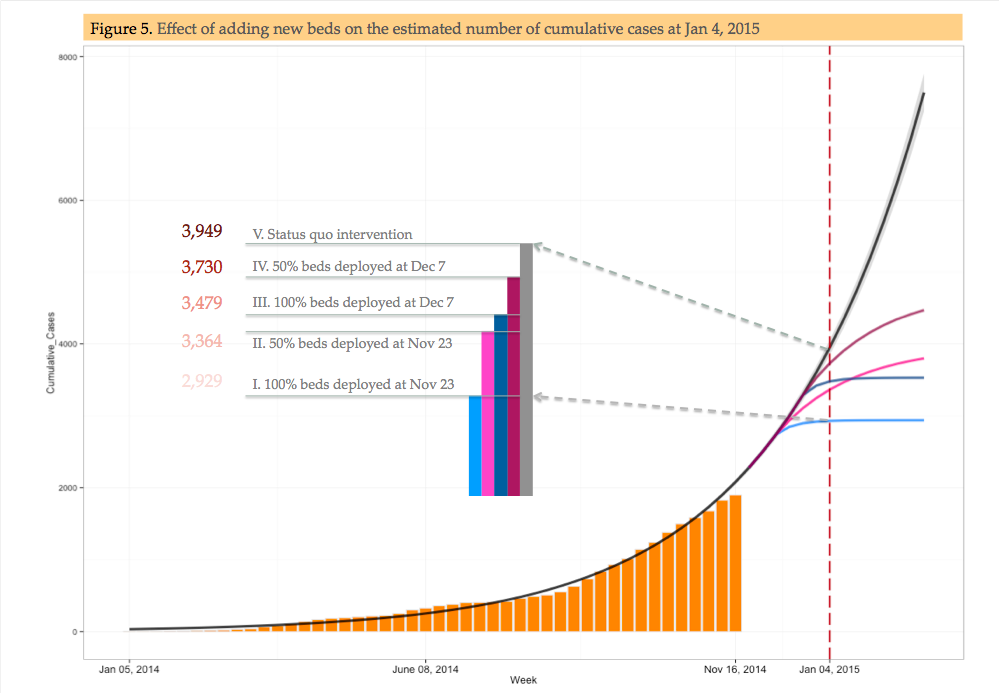 Figure 5. Effect of adding new beds on the estimated number of cumulative cases at Jan 4, 2015
8000
6000
4000
2000
0
Cumulative_Cases
3,949 V. Status quo intervention
3,730 IV. 50% beds deployed at Dec 7
3,479 III. 100% beds deployed at Dec 7
3,364 II. 50% beds deployed at Nov 23
2,929 I. 100% beds deployed at Nov 23
Jan 05, 2014 June 08, 2014 Nov 16, 2014 Jan 04, 2015
Week